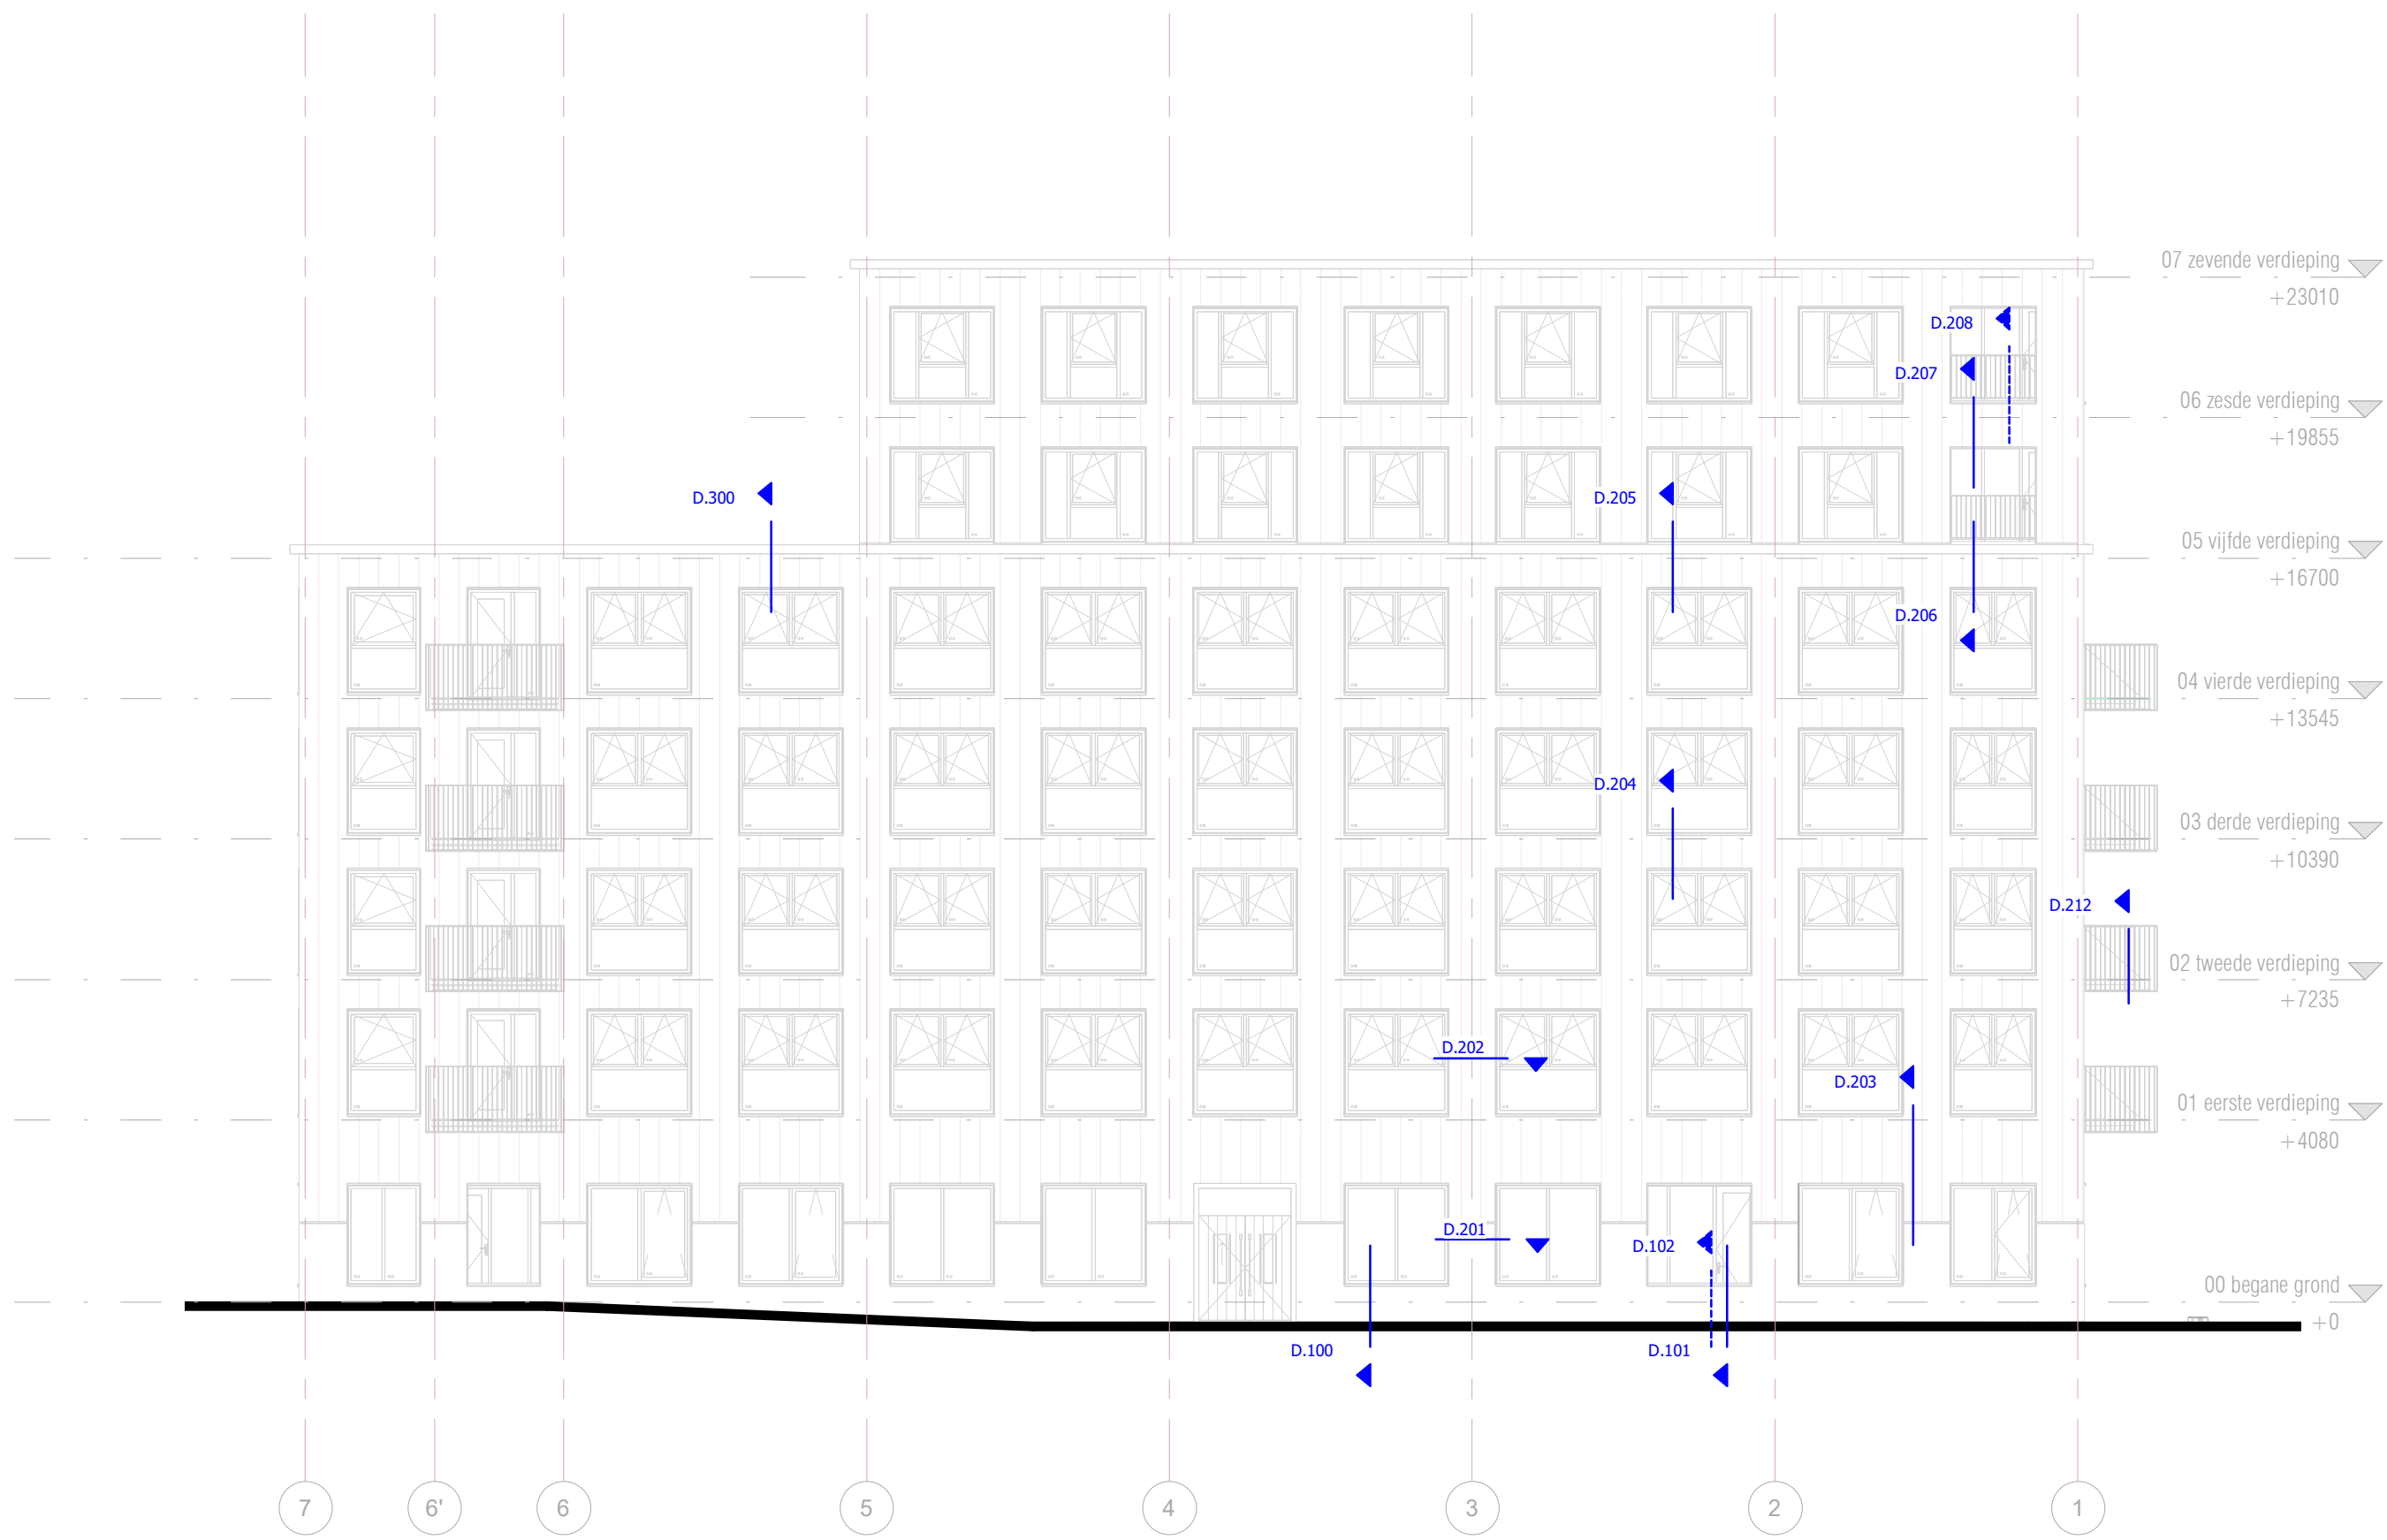 07 zevende verdieping
+23010
D.208
D.207
06 zesde verdieping
+19855
D.300
D.205
05 vijfde verdieping
+16700
D.206
04 vierde verdieping
+13545
D.204
03 derde verdieping
+10390
D.212
02 tweede verdieping
+7235
D.202
D.203
01 eerste verdieping
+4080
D.201
D.102
00 begane grond
+0
D.100
D.101
7
6'
6
5
4
3
2
1